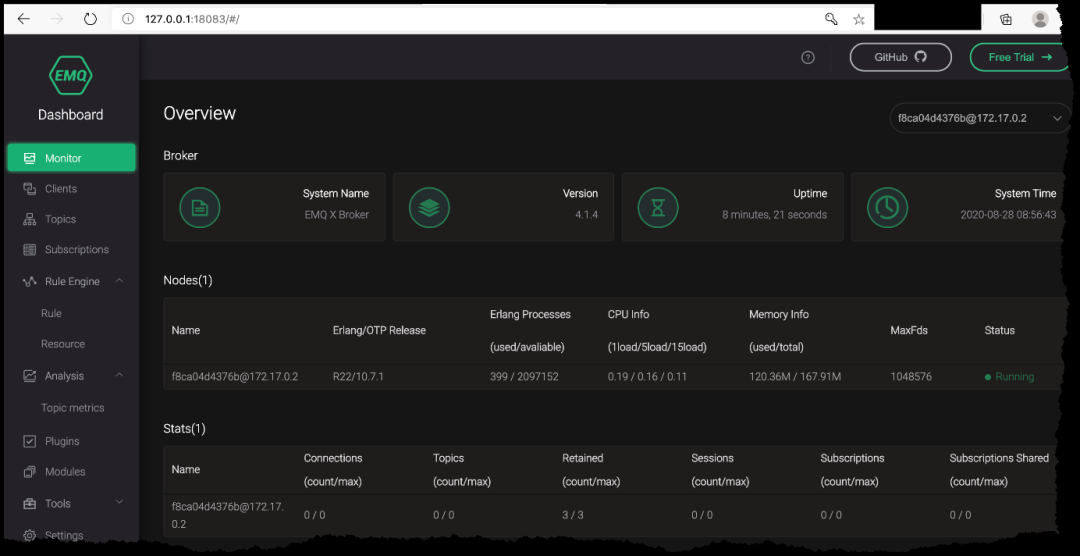 127.0.0.1:18083/#/
EMQ
Dashboard
GitHub
Free Trial →
Monitor
Clients
Topics
Subscriptions
Rule Engine
Rule
Resource
Analysis
Topic metrics
Plugins
Modules
Tools
Settings
Overview
f8ca04d4376b@172.17.0.2
Broker
System Name
EMQ X Broker
Version
4.1.4
Uptime
8 minutes, 21 seconds
System Time
2020-08-28 08:56:43
Nodes(1)
Name Erlang/OTP Release Erlang Processes CPU Info Memory Info MaxFds Status
(used/avaliable) (1load/5load/15load) (used/total)
f8ca04d4376b@172.17.0.2 R22/10.7.1 399 / 2097152 0.19 / 0.16 / 0.11 120.36M / 167.91M 1048576 Running
Stats(1)
Name Connections Topics Retained Sessions Subscriptions Subscriptions Shared
(count/max) (count/max) (count/max) (count/max) (count/max) (count/max)
f8ca04d4376b@172.17.
0.2 0 / 0 0 / 0 3 / 3 0 / 0 0 / 0 0 / 0